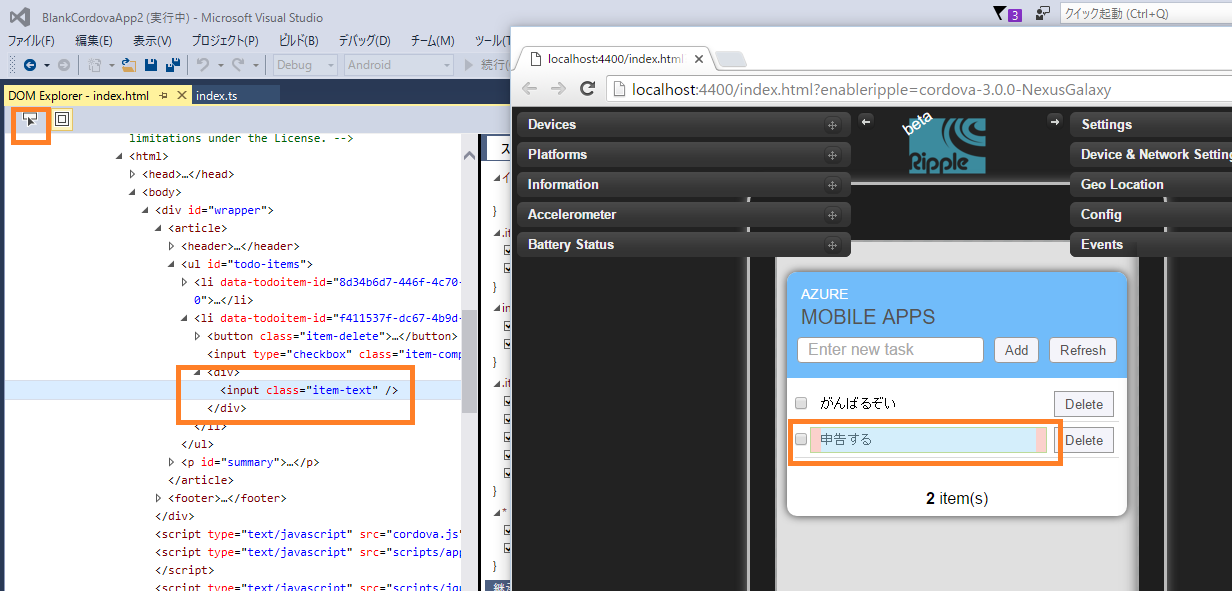 BlankCordovaApp2 (実行中) - Microsoft Visual Studio
3
クイック起動 (Ctrl+Q)
ファイル(F) 編集(E) 表示(V) プロジェクト(P) ビルド(B) デバッグ(D) チーム(M) ツール(T
Debug Android 続行(
DOM Explorer - index.html index.ts
limitations under the License. -->
<html>
<head>…</head>
<body>
<div id="wrapper">
<article>
<header>…</header>
<ul id="todo-items">
<li data-todoitem-id="8d34b6d7-446f-4c70-
0">…</li>
<li data-todoitem-id="f411537f-dc67-4b9d-
<button class="item-delete">…</button>
<input type="checkbox" class="item-comp
<div>
<input class="item-text" />
</div>
</li>
</ul>
<p id="summary">…</p>
</article>
<footer>…</footer>
</div>
<script type="text/javascript" src="cordova.js"
<script type="text/javascript" src="scripts/app
</script>
<script type="text/javascript" src="scripts/jq
ス
イ
}
.it
}
in
}
.it
}
*
}
継
localhost:4400/index.html
localhost:4400/index.html?enableripple=cordova-3.0.0-NexusGalaxy
Devices
Platforms
Information
Accelerometer
Battery Status
beta
Ripple
Settings
Device & Network Setting
Geo Location
Config
Events
AZURE
MOBILE APPS
Enter new task Add Refresh
がんばるぞい Delete
申告する Delete
2 item(s)